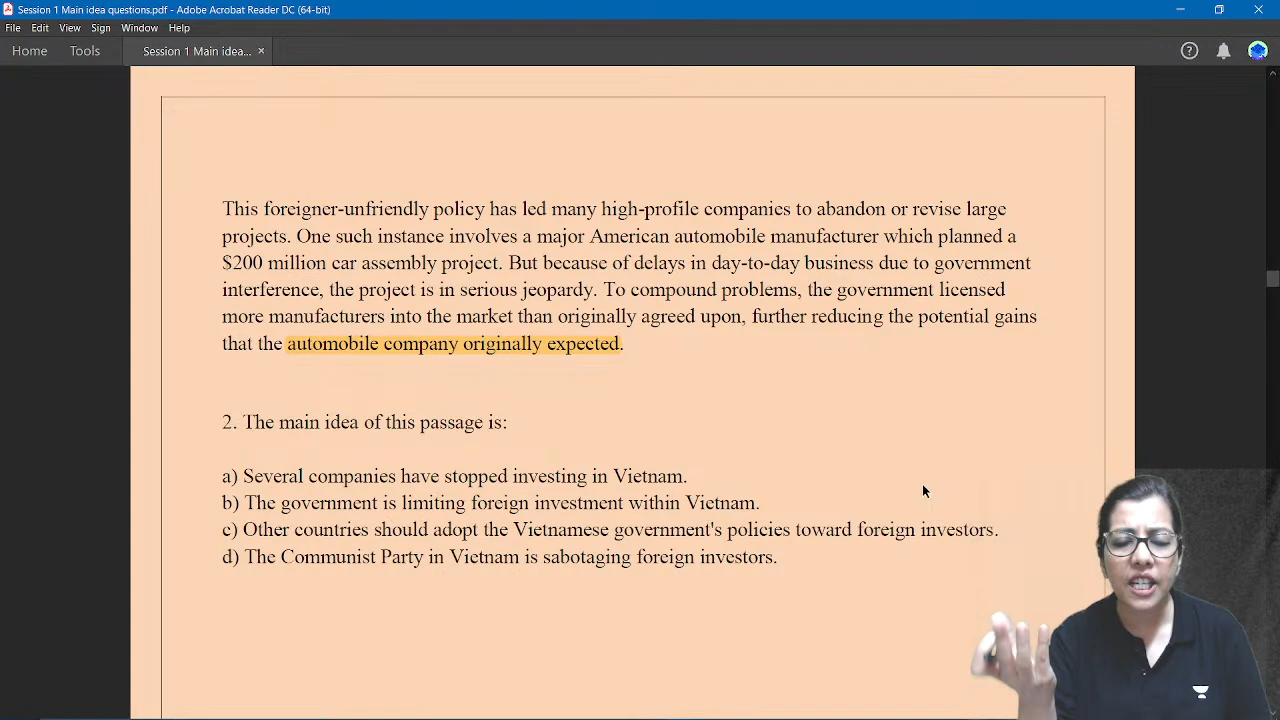 Session 1 Main idea questions.pdf - Adobe Acrobat Reader DC (64-bit)
File Edit View Sign Window Help
Home Tools Session 1 Main idea... ×
This foreigner-unfriendly policy has led many high-profile companies to abandon or revise large
projects. One such instance involves a major American automobile manufacturer which planned a
$200 million car assembly project. But because of delays in day-to-day business due to government
interference, the project is in serious jeopardy. To compound problems, the government licensed
more manufacturers into the market than originally agreed upon, further reducing the potential gains
that the automobile company originally expected.
2. The main idea of this passage is:
a) Several companies have stopped investing in Vietnam.
b) The government is limiting foreign investment within Vietnam.
c) Other countries should adopt the Vietnamese government's policies toward foreign investors.
d) The Communist Party in Vietnam is sabotaging foreign investors.